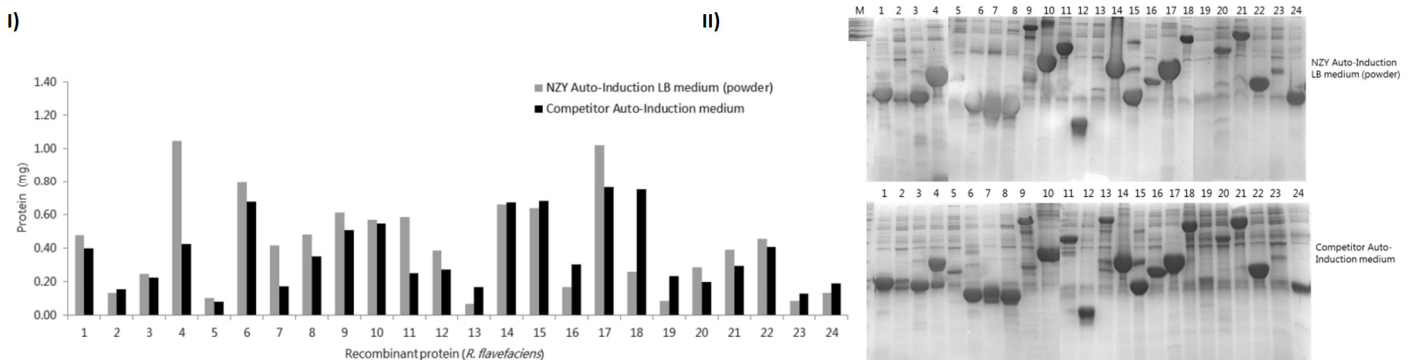 I)
II)
1.40
1.20
1.00
0.80
0.60
0.40
0.20
0.00
Protein (mg)
NZY Auto-Induction LB medium (powder)
Competitor Auto-Induction medium
1 2 3 4 5 6 7 8 9 10 11 12 13 14 15 16 17 18 19 20 21 22 23 24
Recombinant protein (R. flavefaciens)
M 1 2 3 4 5 6 7 8 9 10 11 12 13 14 15 16 17 18 19 20 21 22 23 24
NZY Auto-Induction
LB medium (powder)
1 2 3 4 5 6 7 8 9 10 11 12 13 14 15 16 17 18 19 20 21 22 23 24
Competitor Auto-
Induction medium